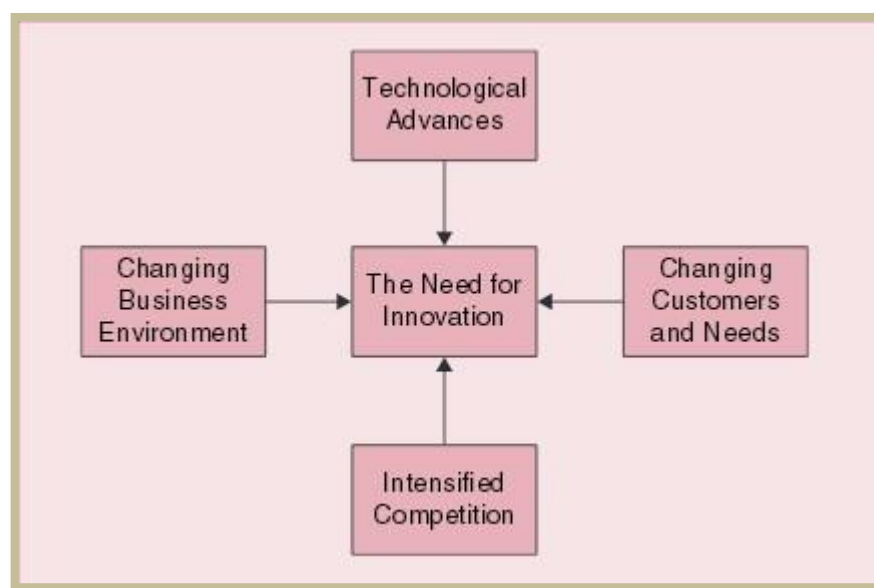 Technological
Advances
Changing
Business
Environment
The Need for
Innovation
Changing
Customers
and Needs
Intensified
Competition